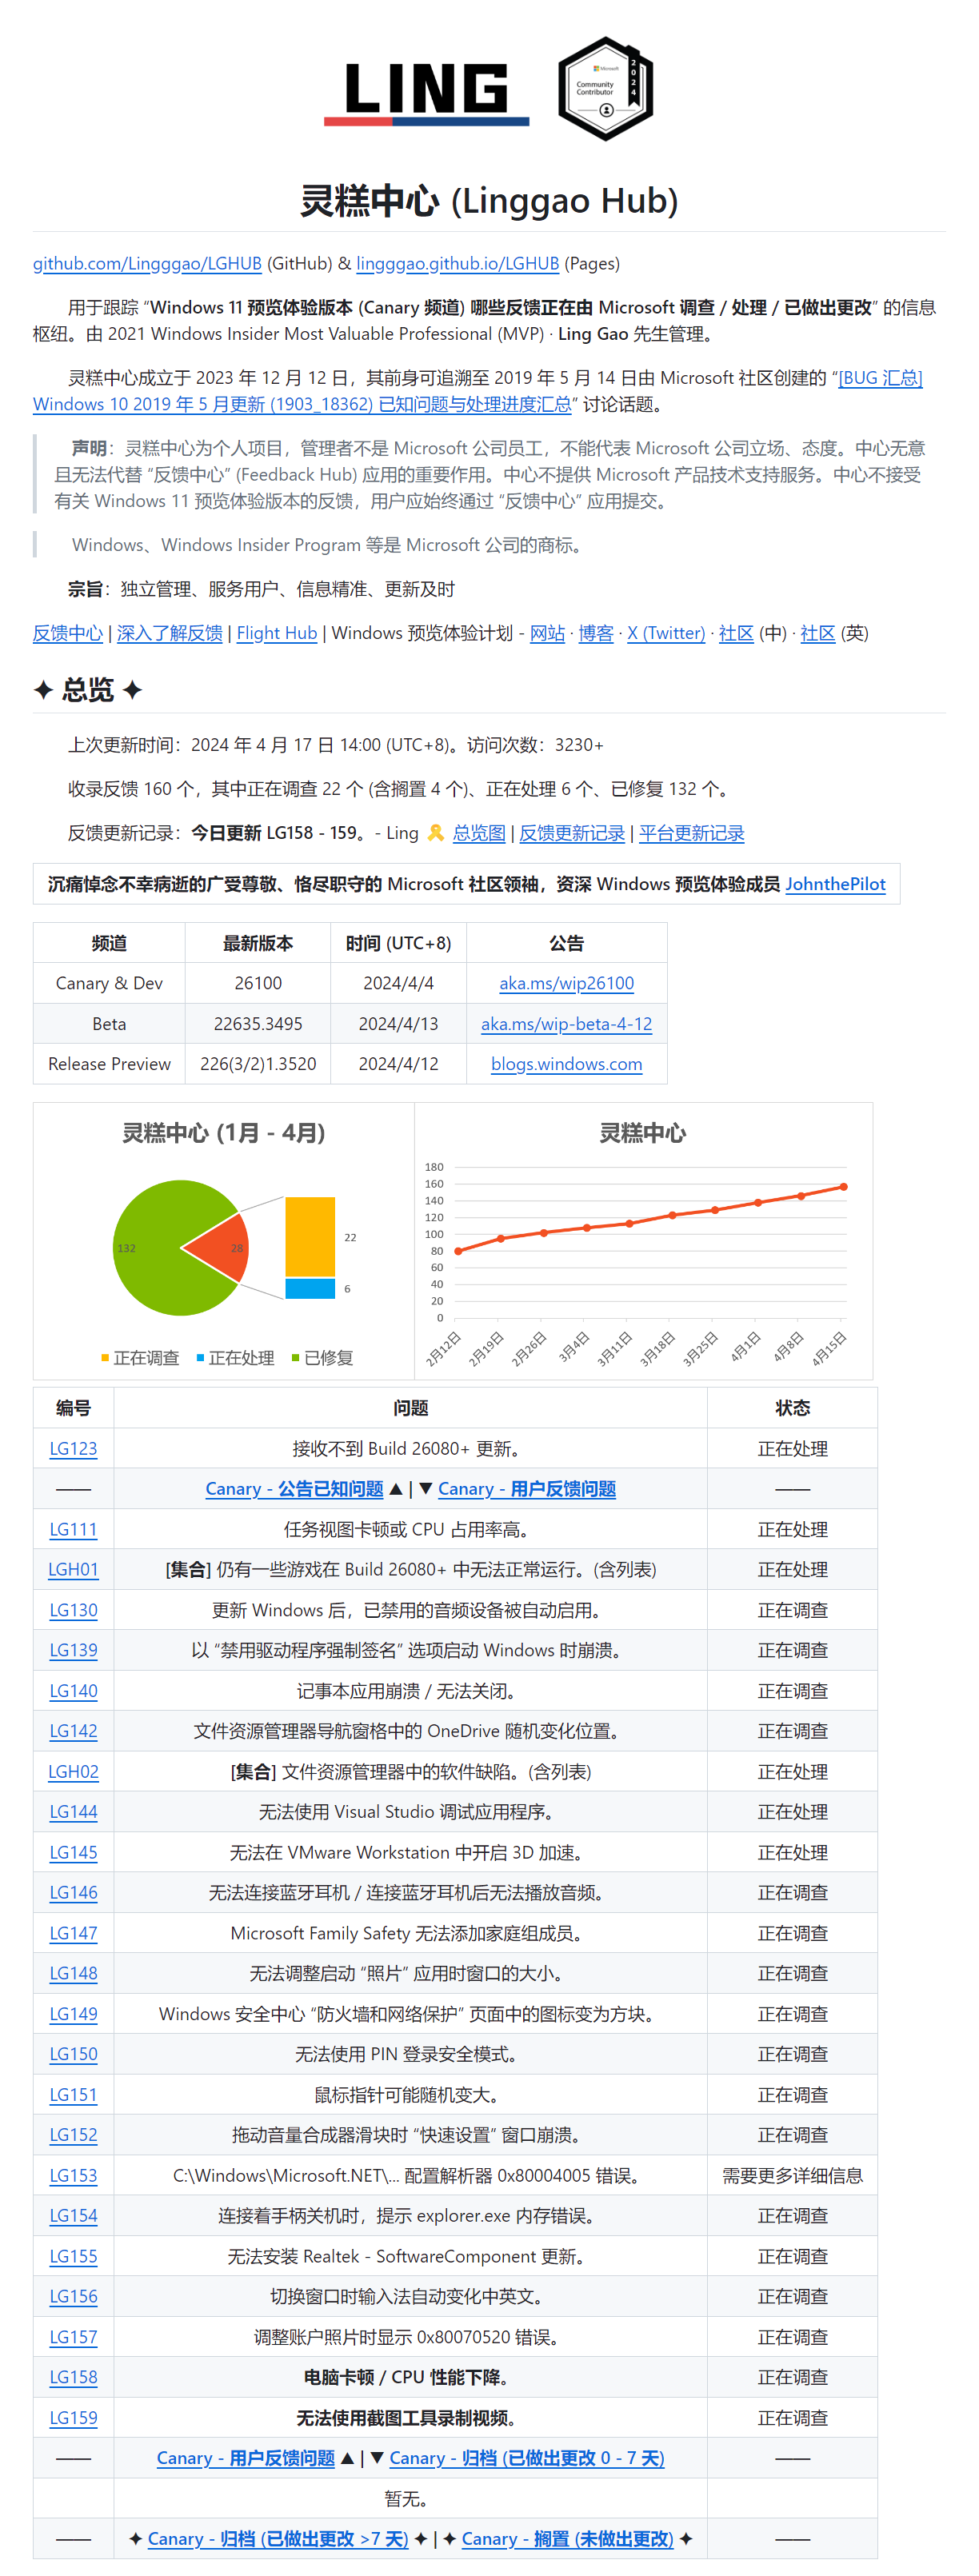 LING
Microsoft
Community
Contributor
2024
灵糕中心 (Linggao Hub)
github.com/Lingggao/LGHUB (GitHub) & lingggao.github.io/LGHUB (Pages)
用于跟踪 “Windows 11 预览体验版本 (Canary 频道) 哪些反馈正在由 Microsoft 调查 / 处理 / 已做出更改” 的信息
枢纽。由 2021 Windows Insider Most Valuable Professional (MVP) · Ling Gao 先生管理。
灵糕中心成立于 2023 年 12 月 12 日，其前身可追溯至 2019 年 5 月 14 日由 Microsoft 社区创建的 “[BUG 汇总]
Windows 10 2019 年 5 月更新 (1903_18362) 已知问题与处理进度汇总” 讨论话题。
声明：灵糕中心为个人项目，管理者不是 Microsoft 公司员工，不能代表 Microsoft 公司立场、态度。中心无意
且无法代替 “反馈中心” (Feedback Hub) 应用的重要作用。中心不提供 Microsoft 产品技术支持服务。中心不接受
有关 Windows 11 预览体验版本的反馈，用户应始终通过 “反馈中心” 应用提交。
Windows、Windows Insider Program 等是 Microsoft 公司的商标。
宗旨：独立管理、服务用户、信息精准、更新及时
反馈中心 | 深入了解反馈 | Flight Hub | Windows 预览体验计划 - 网站 · 博客 · X (Twitter) · 社区 (中) · 社区 (英)
✦ 总览 ✦
上次更新时间：2024 年 4 月 17 日 14:00 (UTC+8)。访问次数：3230+
收录反馈 160 个，其中正在调查 22 个 (含搁置 4 个)、正在处理 6 个、已修复 132 个。
反馈更新记录：今日更新 LG158 - 159。- Ling 🎗️ 总览图 | 反馈更新记录 | 平台更新记录
沉痛悼念不幸病逝的广受尊敬、恪尽职守的 Microsoft 社区领袖，资深 Windows 预览体验成员 JohnthePilot
频道 最新版本 时间 (UTC+8) 公告
Canary & Dev 26100 2024/4/4 aka.ms/wip26100
Beta 22635.3495 2024/4/13 aka.ms/wip-beta-4-12
Release Preview 226(3/2)1.3520 2024/4/12 blogs.windows.com
灵糕中心 (1月 - 4月)
132
28
22
6
正在调查 正在处理 已修复
灵糕中心
180
160
140
120
100
80
60
40
20
0
2月12日 2月19日 2月26日 3月4日 3月11日 3月18日 3月25日 4月1日 4月8日 4月15日
编号 问题 状态
LG123 接收不到 Build 26080+ 更新。 正在处理
—— Canary - 公告已知问题 ▲ | ▼ Canary - 用户反馈问题 ——
LG111 任务视图卡顿或 CPU 占用率高。 正在处理
LGH01 [集合] 仍有一些游戏在 Build 26080+ 中无法正常运行。(含列表) 正在处理
LG130 更新 Windows 后，已禁用的音频设备被自动启用。 正在调查
LG139 以 “禁用驱动程序强制签名” 选项启动 Windows 时崩溃。 正在调查
LG140 记事本应用崩溃 / 无法关闭。 正在调查
LG142 文件资源管理器导航窗格中的 OneDrive 随机变化位置。 正在调查
LGH02 [集合] 文件资源管理器中的软件缺陷。(含列表) 正在处理
LG144 无法使用 Visual Studio 调试应用程序。 正在处理
LG145 无法在 VMware Workstation 中开启 3D 加速。 正在处理
LG146 无法连接蓝牙耳机 / 连接蓝牙耳机后无法播放音频。 正在调查
LG147 Microsoft Family Safety 无法添加家庭组成员。 正在调查
LG148 无法调整启动 “照片” 应用时窗口的大小。 正在调查
LG149 Windows 安全中心 “防火墙和网络保护” 页面中的图标变为方块。 正在调查
LG150 无法使用 PIN 登录安全模式。 正在调查
LG151 鼠标指针可能随机变大。 正在调查
LG152 拖动音量合成器滑块时 “快速设置” 窗口崩溃。 正在调查
LG153 C:\Windows\Microsoft.NET\... 配置解析器 0x80004005 错误。 需要更多详细信息
LG154 连接着手柄关机时，提示 explorer.exe 内存错误。 正在调查
LG155 无法安装 Realtek - SoftwareComponent 更新。 正在调查
LG156 切换窗口时输入法自动变化中英文。 正在调查
LG157 调整账户照片时显示 0x80070520 错误。 正在调查
LG158 电脑卡顿 / CPU 性能下降。 正在调查
LG159 无法使用截图工具录制视频。 正在调查
—— Canary - 用户反馈问题 ▲ | ▼ Canary - 归档 (已做出更改 0 - 7 天) ——
暂无。
—— ✦ Canary - 归档 (已做出更改 >7 天) ✦ | ✦ Canary - 搁置 (未做出更改) ✦ ——